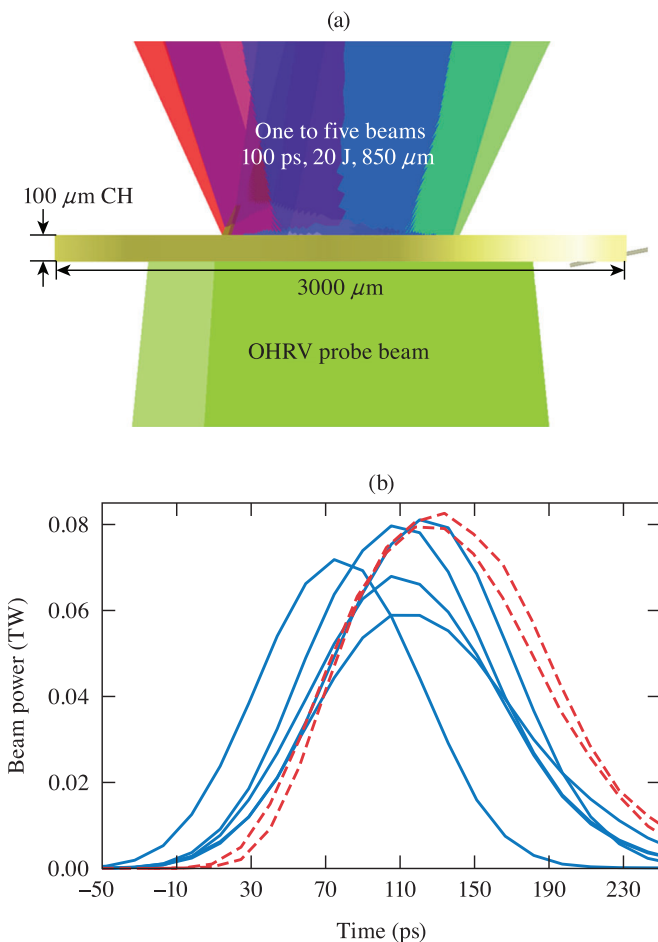 (a)
One to five beams
100 ps, 20 J, 850 μm
100 μm CH
3000 μm
OHRV probe beam
(b)
0.08
0.06
0.04
0.02
0.00
Beam power (TW)
−50 −10 30 70 110 150 190 230
Time (ps)